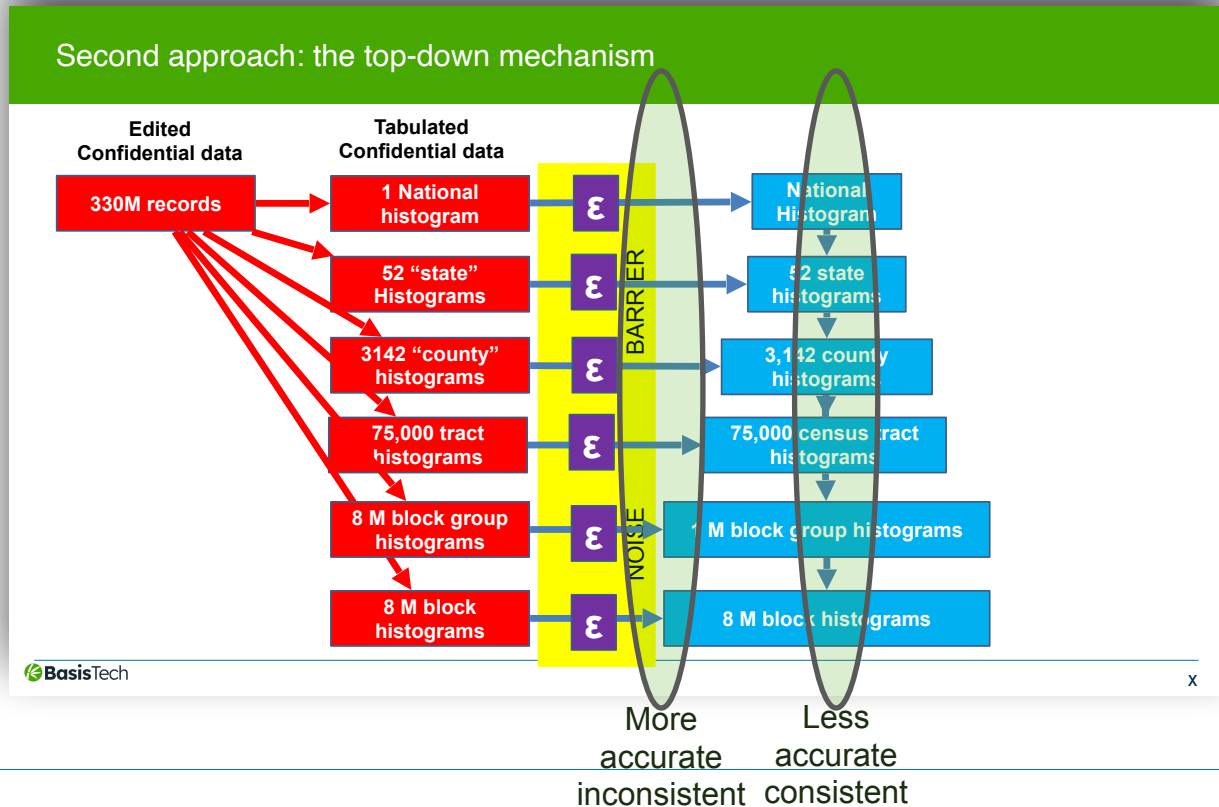 Second approach: the top-down mechanism
Edited
Confidential data
Tabulated
Confidential data
330M records
1 National
histogram
ε
National
Histogram
52 “state”
Histograms
ε
52 state
histograms
3142 “county”
histograms
ε
3,142 county
histograms
75,000 tract
histograms
ε
75,000 census tract
histograms
8 M block group
histograms
ε
1 M block group histograms
8 M block
histograms
ε
8 M block histograms
NOISE BARRIER
BasisTech
x
More
accurate
inconsistent
Less
accurate
consistent